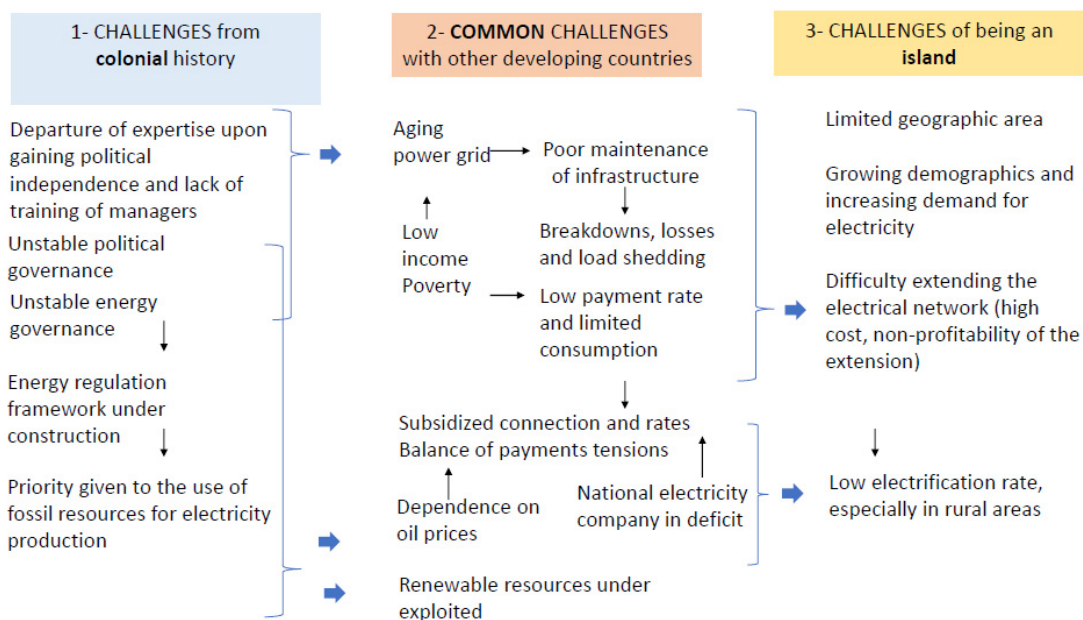 1- CHALLENGES from
colonial history
Departure of expertise upon
gaining political
independence and lack of
training of managers
Unstable political
governance
Unstable energy
governance
Energy regulation
framework under
construction
Priority given to the use of
fossil resources for electricity
production
2- COMMON CHALLENGES
with other developing countries
Aging
power grid
Poor maintenance
of infrastructure
Low
income
Poverty
Breakdowns, losses
and load shedding
Low payment rate
and limited
consumption
Subsidized connection and rates
Balance of payments tensions
Dependence on
oil prices
National electricity
company in deficit
Renewable resources under
exploited
3- CHALLENGES of being an
island
Limited geographic area
Growing demographics and
increasing demand for
electricity
Difficulty extending the
electrical network (high
cost, non-profitability of the
extension)
Low electrification rate,
especially in rural areas